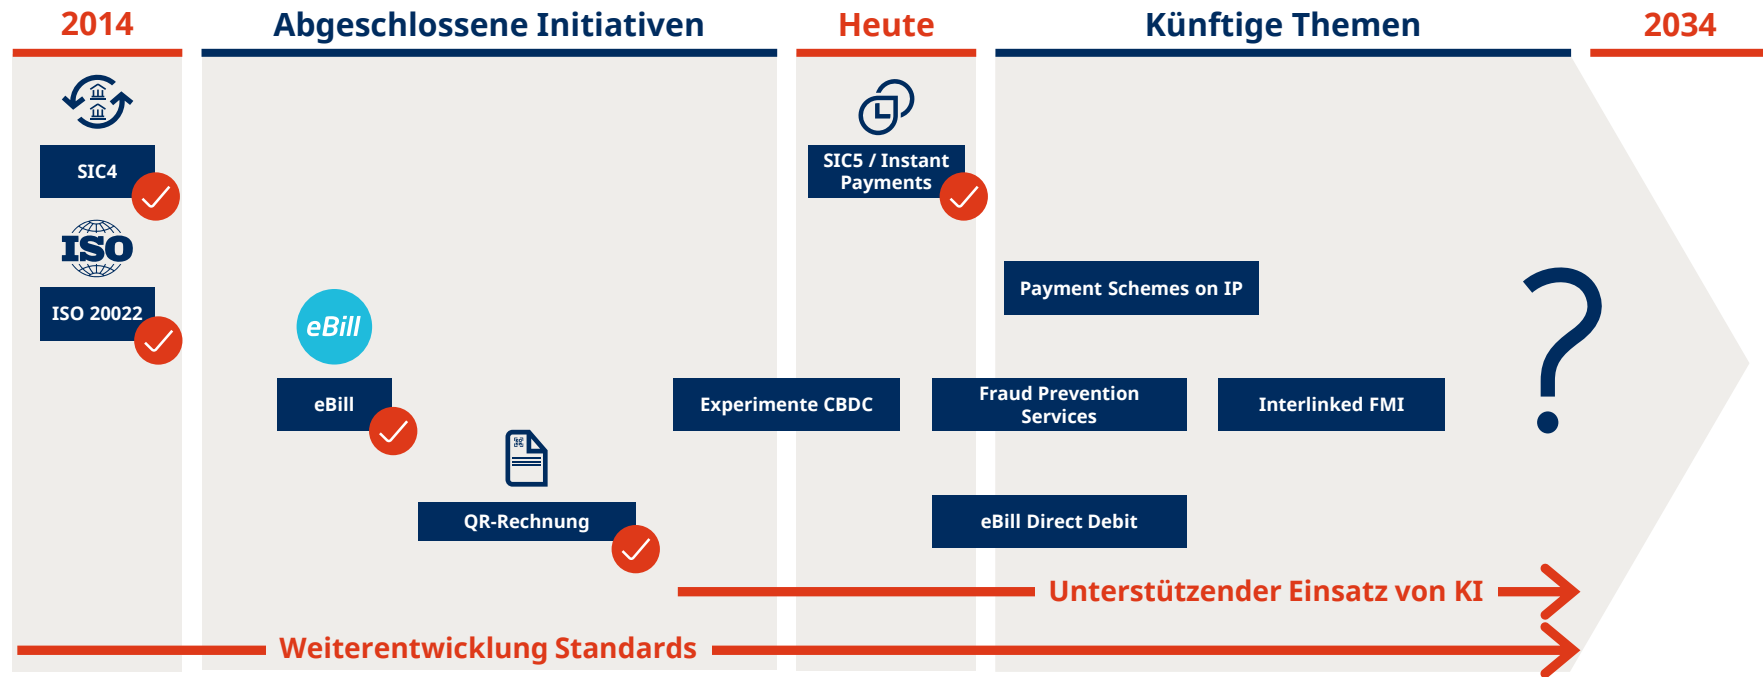 2014
Abgeschlossene Initiativen
Heute
Künftige Themen
2034
SIC4
ISO
ISO 20022
eBill
eBill
QR-Rechnung
SIC5 / Instant
Payments
Experimente CBDC
Payment Schemes on IP
Fraud Prevention
Services
Interlinked FMI
eBill Direct Debit
?
Unterstützender Einsatz von KI
Weiterentwicklung Standards